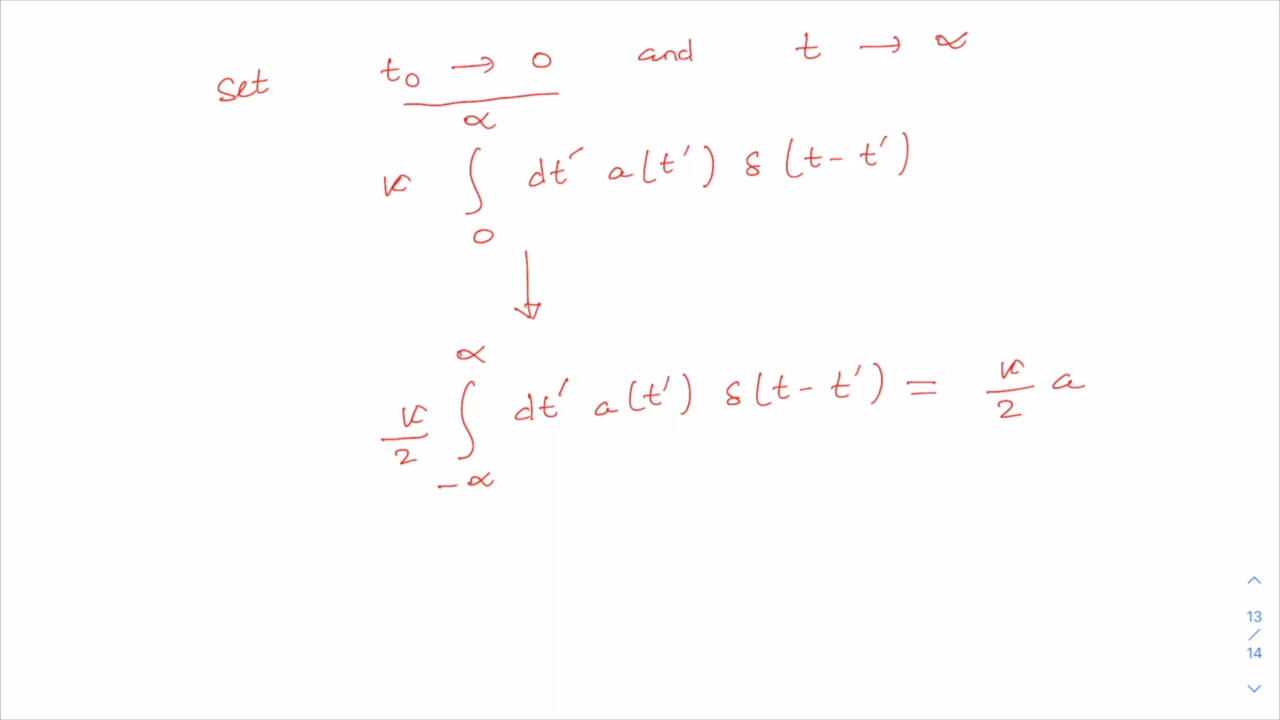 set t₀ → 0 and t → ∞
∞
κ ∫ dt′ a(t′) δ(t - t′)
0
↓
∞
κ/2 ∫ dt′ a(t′) δ(t - t′) = κ/2 a
-∞
13
/
14